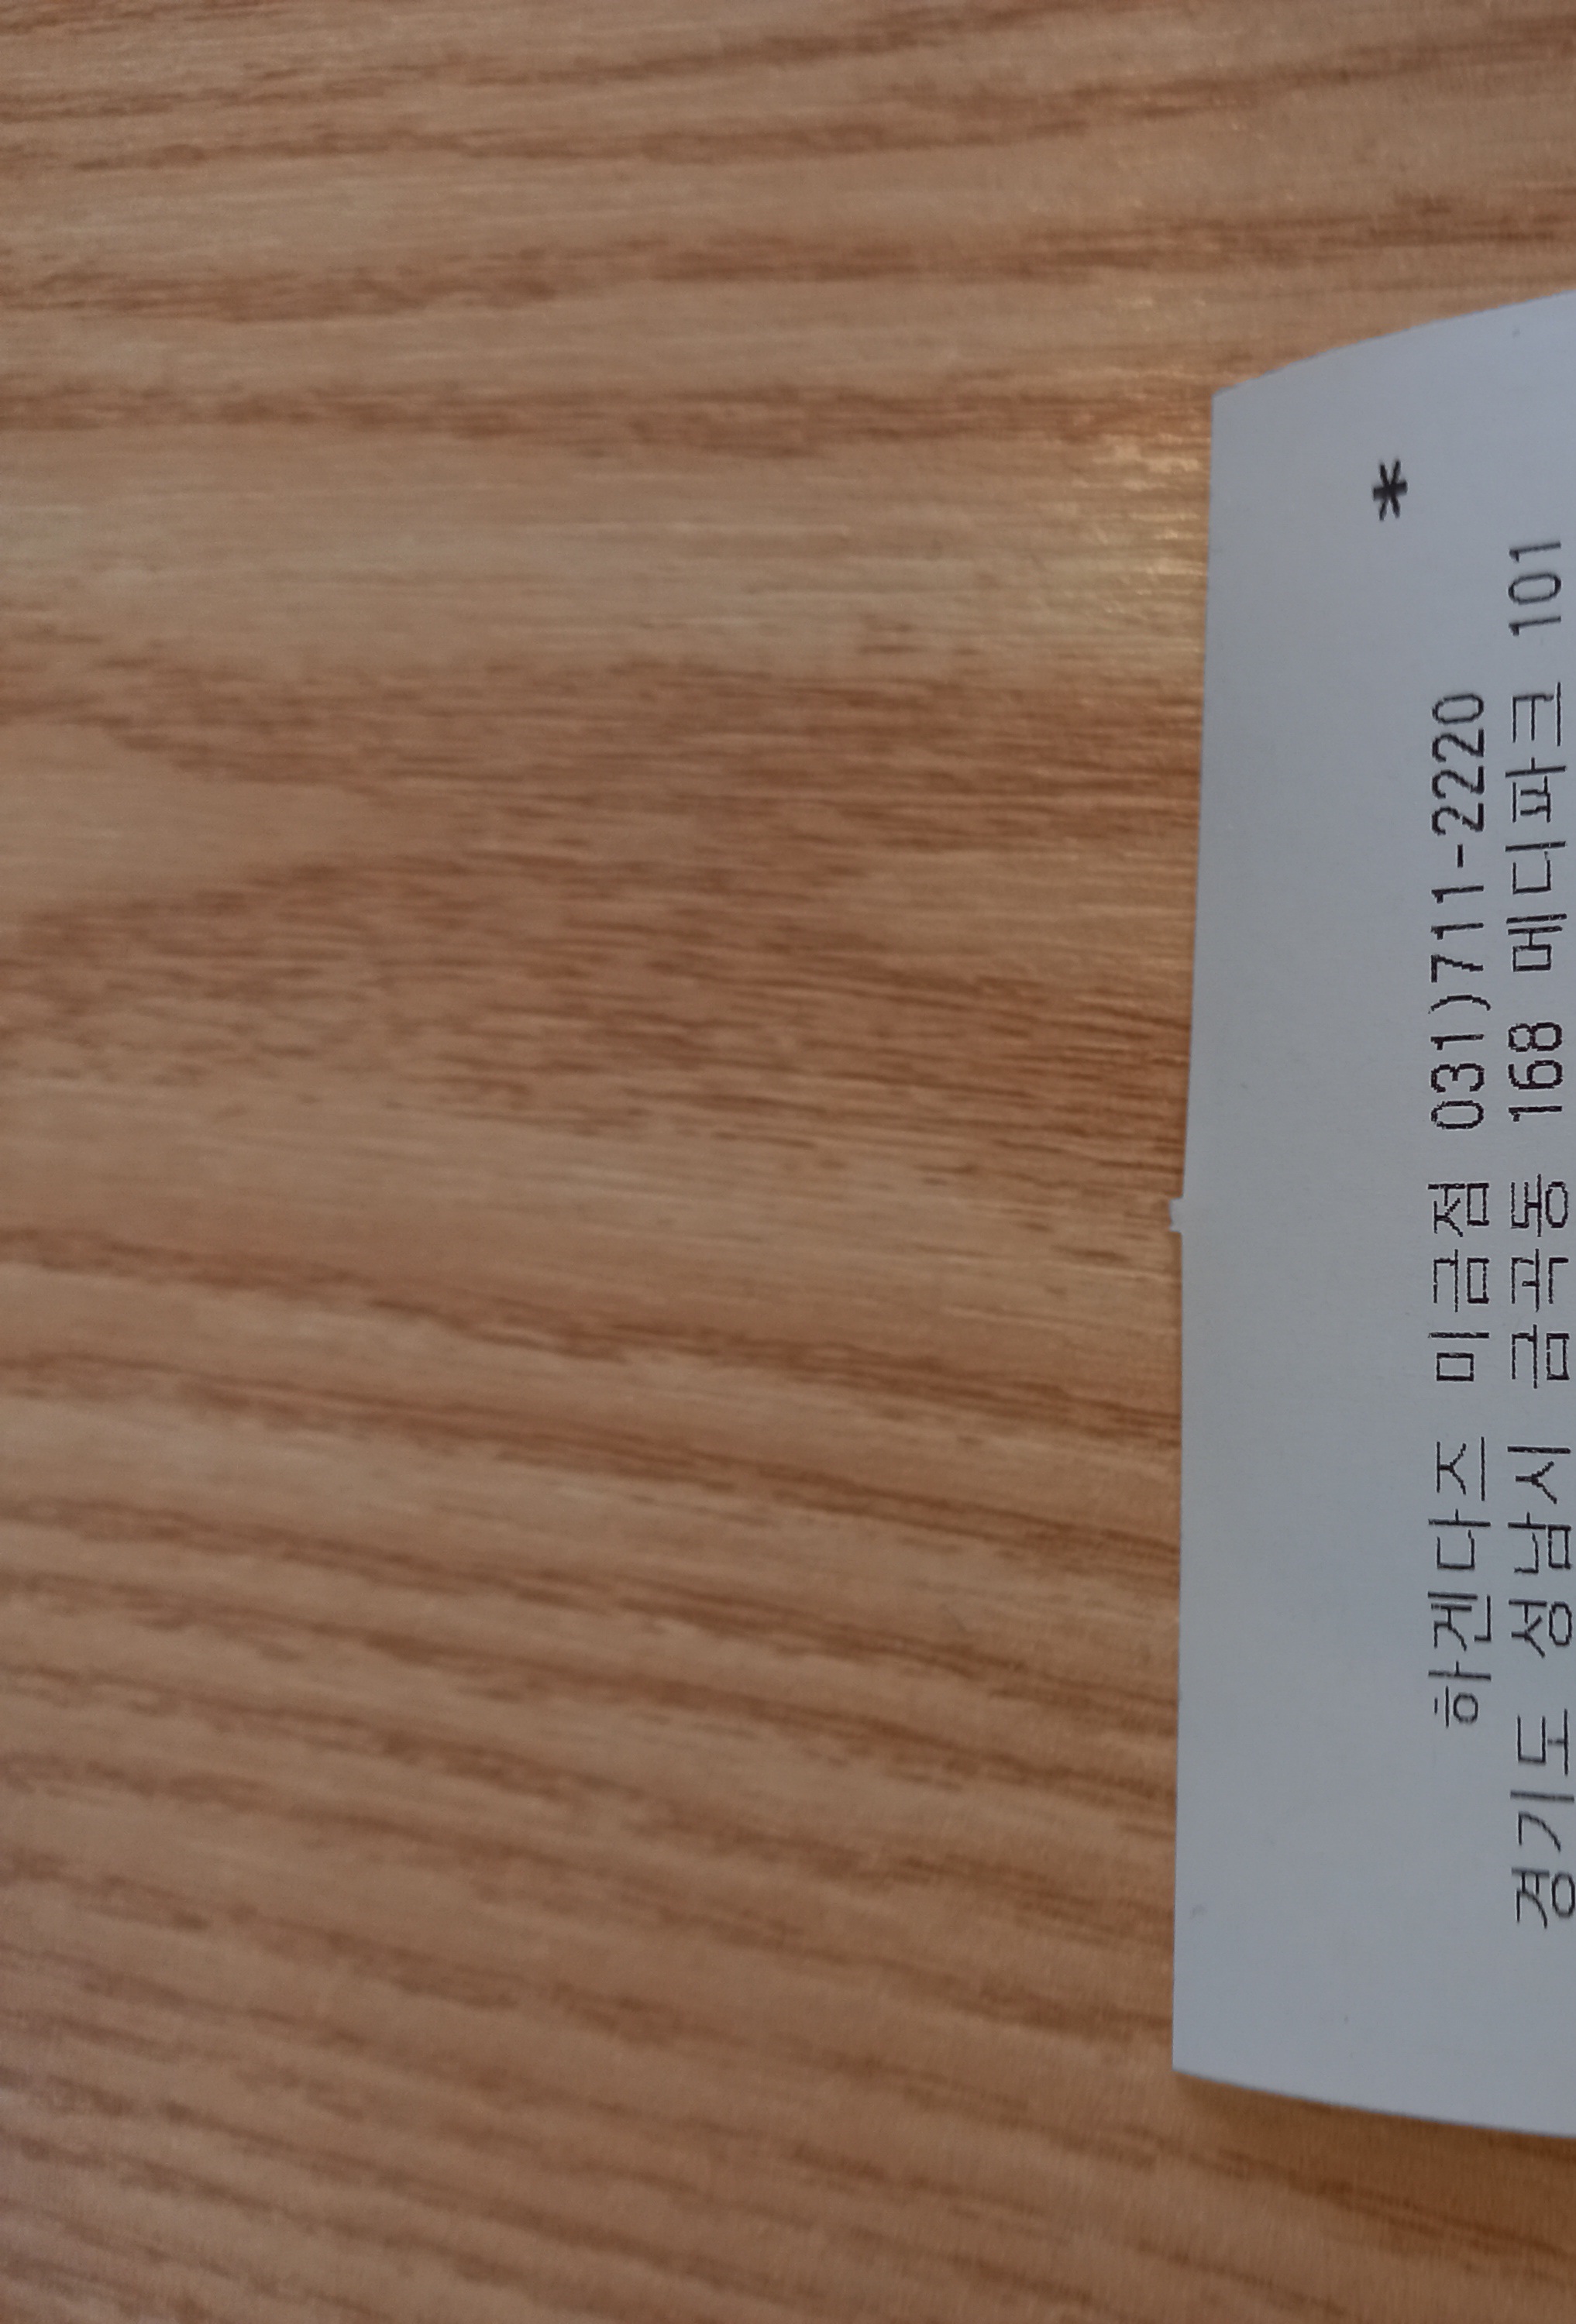 *
하겐다즈 미금점 031)711-2220
경기도 성남시 금곡동 168 메디파크 101